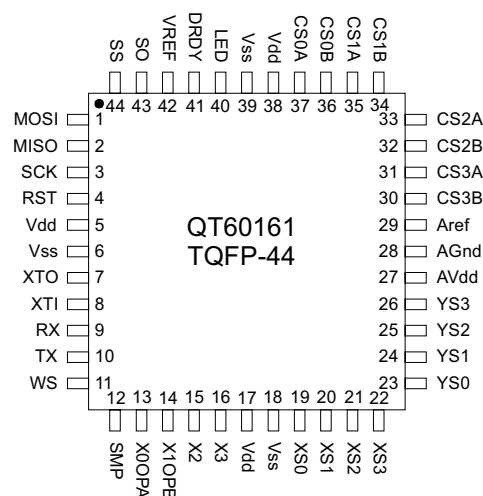 SS
SO
VREF
DRDY
LED
Vss
Vdd
CS0A
CS0B
CS1A
CS1B
44 43 42 41 40 39 38 37 36 35 34
MOSI 1
MISO 2
SCK 3
RST 4
Vdd 5
Vss 6
XTO 7
XTI 8
RX 9
TX 10
WS 11
QT60161
TQFP-44
33 CS2A
32 CS2B
31 CS3A
30 CS3B
29 Aref
28 AGnd
27 AVdd
26 YS3
25 YS2
24 YS1
23 YS0
12 13 14 15 16 17 18 19 20 21 22
SMP
X0OPA
X1OPB
X2
X3
Vdd
Vss
XS0
XS1
XS2
XS3